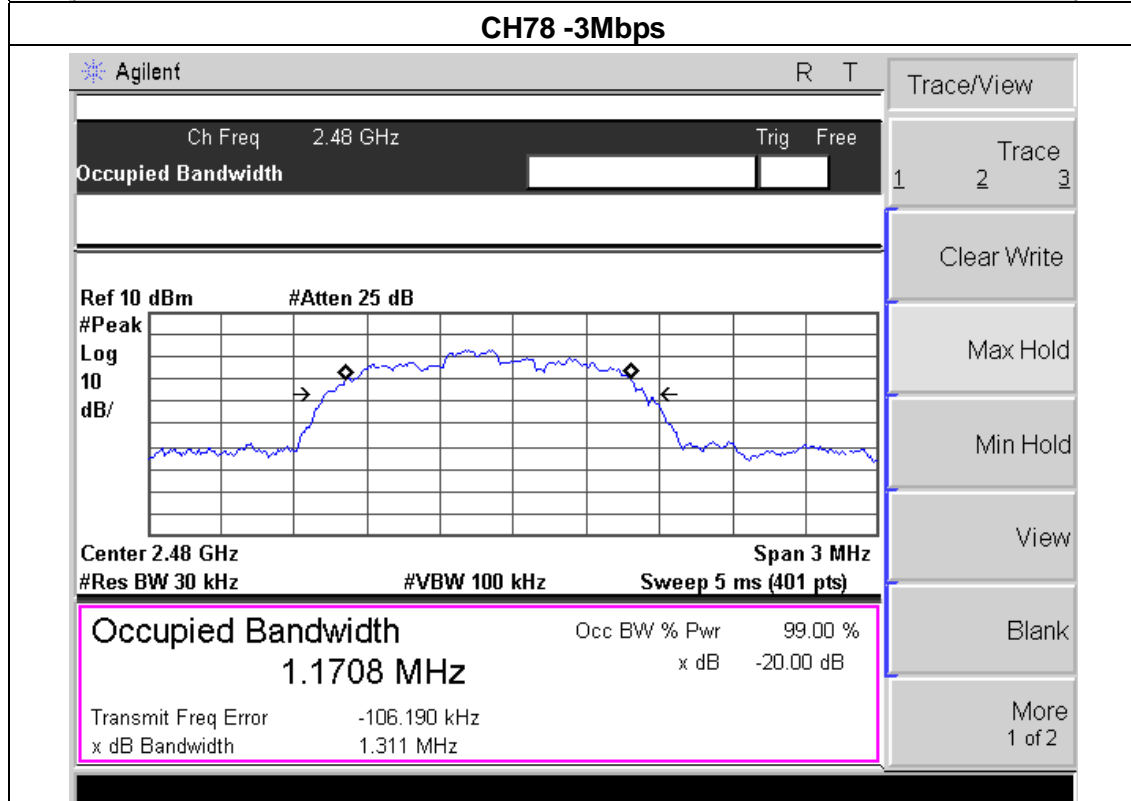 CH78 -3Mbps
Agilent R T
Trace/View
Ch Freq 2.48 GHz Trig Free
Occupied Bandwidth
Trace
1 2 3
Clear Write
Ref 10 dBm #Atten 25 dB
#Peak
Log
10
dB/
Max Hold
Min Hold
View
Center 2.48 GHz Span 3 MHz
#Res BW 30 kHz #VBW 100 kHz Sweep 5 ms (401 pts)
Occupied Bandwidth Occ BW % Pwr 99.00 %
1.1708 MHz x dB -20.00 dB
Blank
Transmit Freq Error -106.190 kHz
x dB Bandwidth 1.311 MHz
More
1 of 2